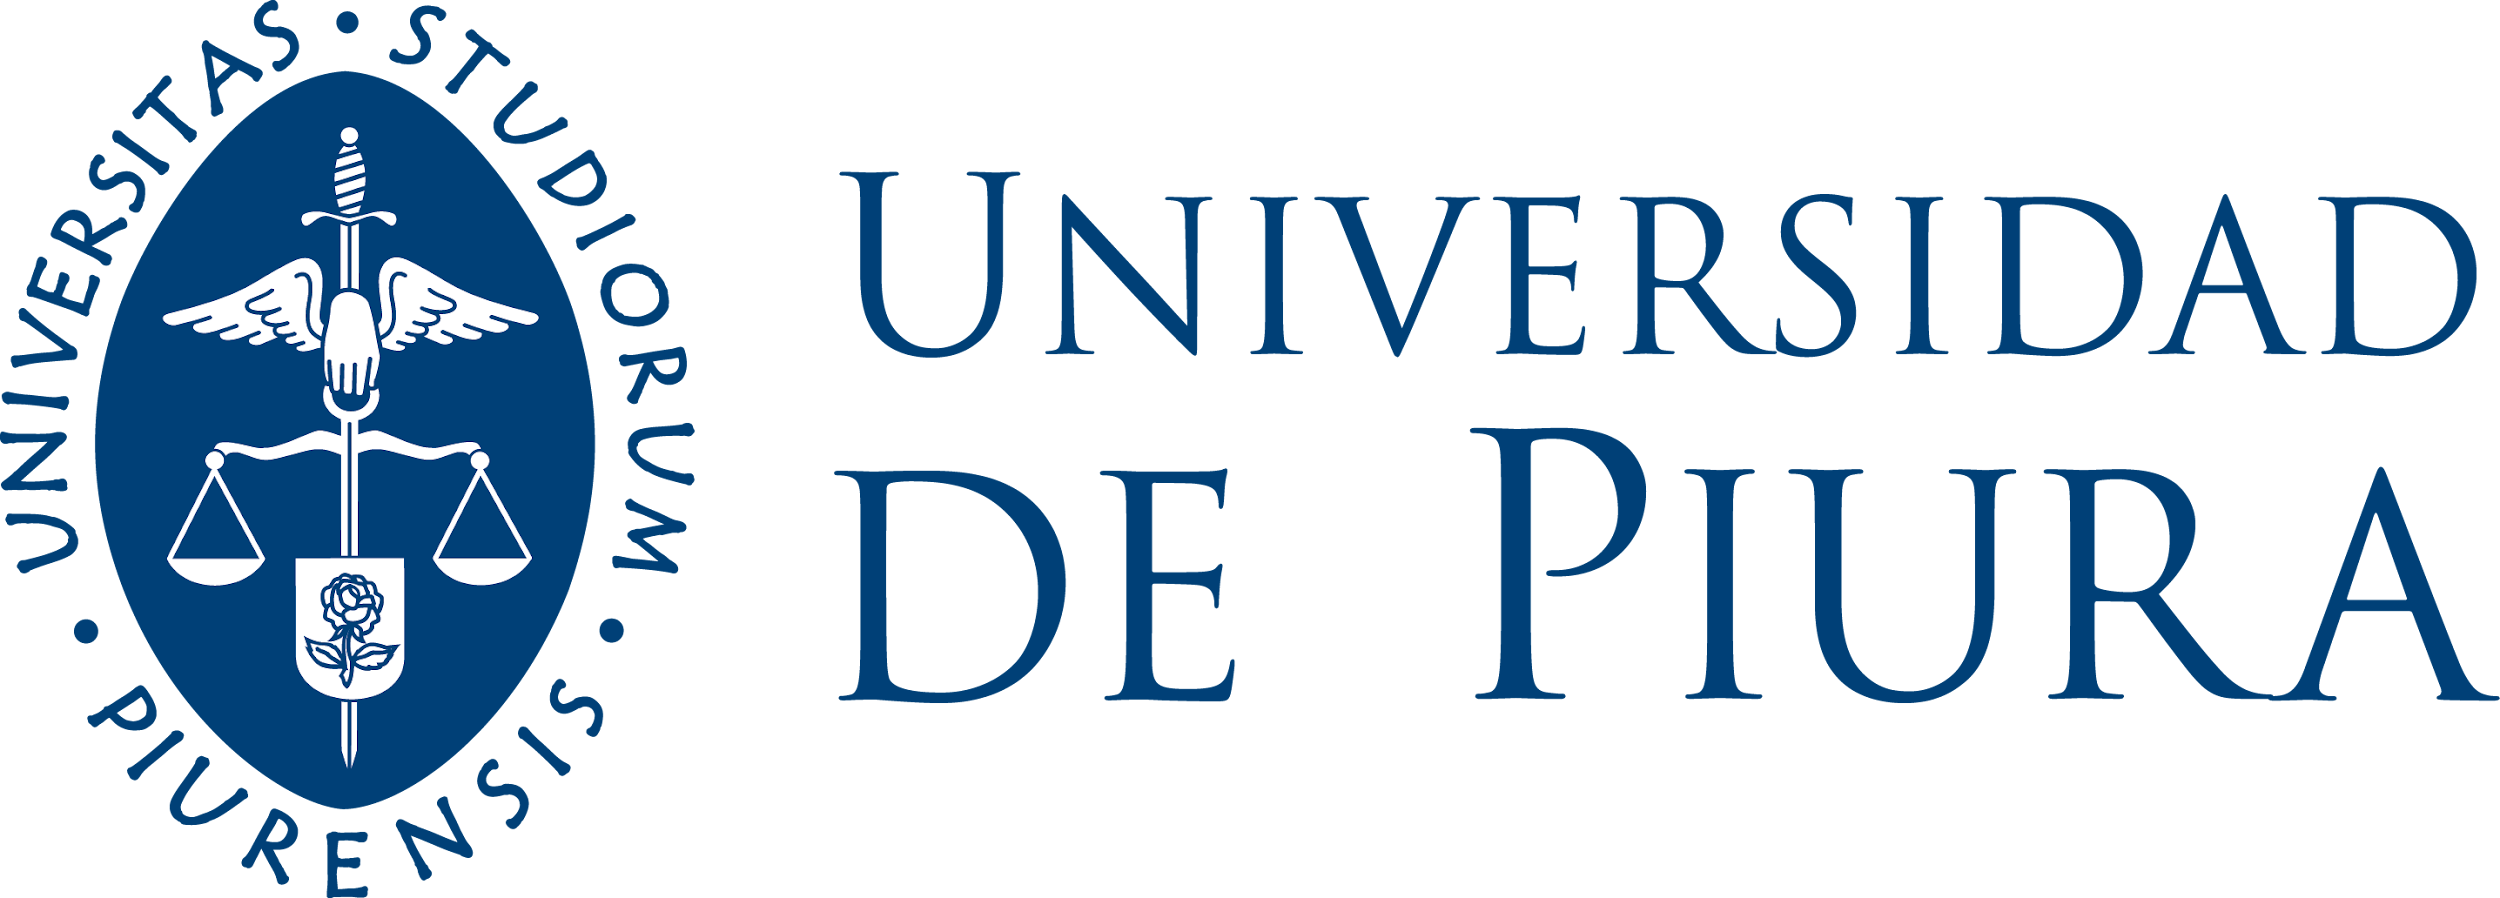 UNIVERSITAS • STUDIORUM • PIURENSIS •
UNIVERSIDAD
DE PIURA